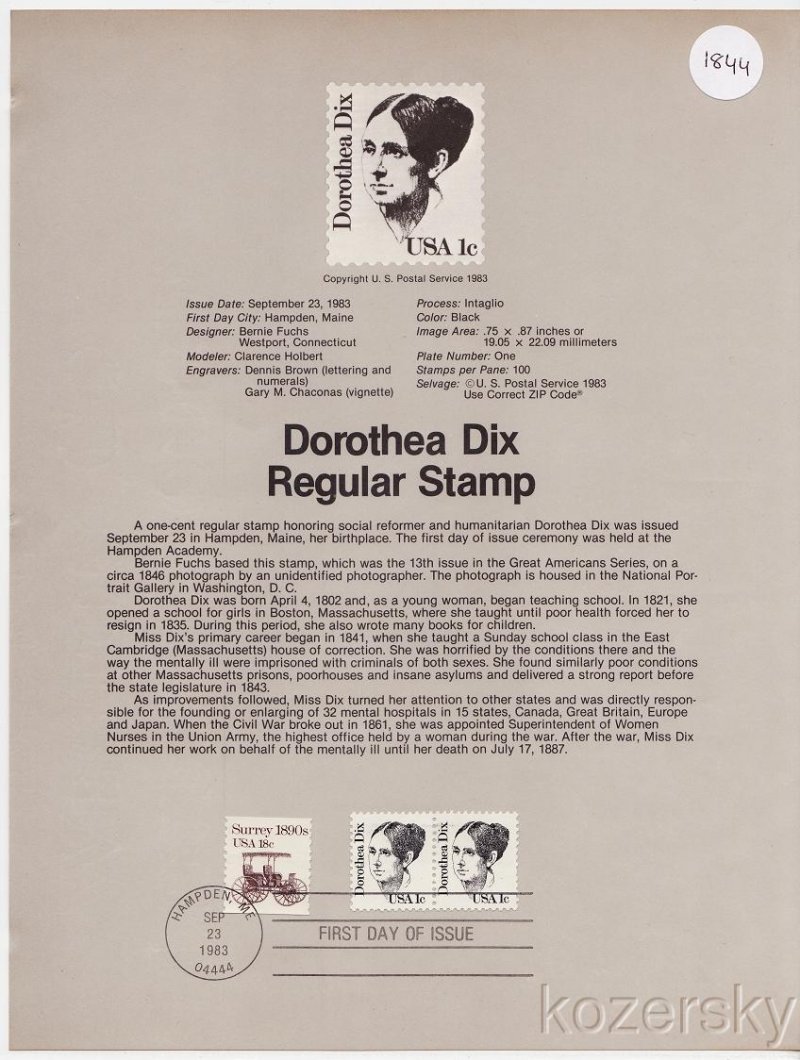 1844
Dorothea Dix
USA 1c
Copyright U. S. Postal Service 1983
Issue Date: September 23, 1983
First Day City: Hampden, Maine
Designer: Bernie Fuchs
Westport, Connecticut
Modeler: Clarence Holbert
Engravers: Dennis Brown (lettering and
numerals)
Gary M. Chaconas (vignette)
Process: Intaglio
Color: Black
Image Area: .75 × .87 inches or
19.05 × 22.09 millimeters
Plate Number: One
Stamps per Pane: 100
Selvage: ©U. S. Postal Service 1983
Use Correct ZIP Code®
Dorothea Dix
Regular Stamp
A one-cent regular stamp honoring social reformer and humanitarian Dorothea Dix was issued
September 23 in Hampden, Maine, her birthplace. The first day of issue ceremony was held at the
Hampden Academy.
Bernie Fuchs based this stamp, which was the 13th issue in the Great Americans Series, on a
circa 1846 photograph by an unidentified photographer. The photograph is housed in the National Por-
trait Gallery in Washington, D. C.
Dorothea Dix was born April 4, 1802 and, as a young woman, began teaching school. In 1821, she
opened a school for girls in Boston, Massachusetts, where she taught until poor health forced her to
resign in 1835. During this period, she also wrote many books for children.
Miss Dix's primary career began in 1841, when she taught a Sunday school class in the East
Cambridge (Massachusetts) house of correction. She was horrified by the conditions there and the
way the mentally ill were imprisoned with criminals of both sexes. She found similarly poor conditions
at other Massachusetts prisons, poorhouses and insane asylums and delivered a strong report before
the state legislature in 1843.
As improvements followed, Miss Dix turned her attention to other states and was directly respon-
sible for the founding or enlarging of 32 mental hospitals in 15 states, Canada, Great Britain, Europe
and Japan. When the Civil War broke out in 1861, she was appointed Superintendent of Women
Nurses in the Union Army, the highest office held by a woman during the war. After the war, Miss Dix
continued her work on behalf of the mentally ill until her death on July 17, 1887.
Surrey 1890s
USA 18c
Dorothea Dix
USA 1c
Dorothea Dix
USA 1c
HAMPDEN, ME
SEP
23
1983
04444
FIRST DAY OF ISSUE
kozersky